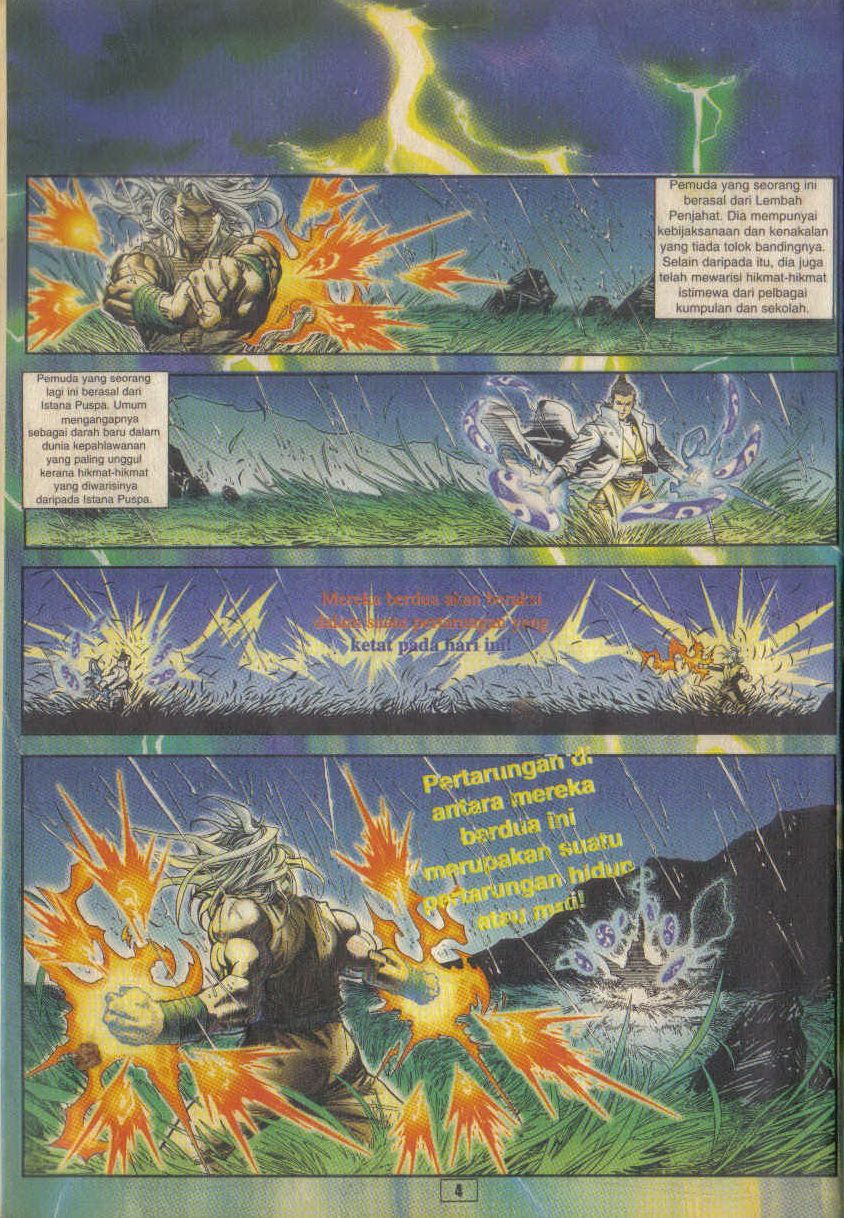 Pemuda yang seorang ini
berasal dari Lembah
Penjahat. Dia mempunyai
kebijaksanaan dan kenakalan
yang tiada tolok bandingnya.
Selain daripada itu, dia juga
telah mewarisi hikmat-hikmat
istimewa dari pelbagai
kumpulan dan sekolah.
Pemuda yang seorang
lagi ini berasal dari
Istana Puspa. Umum
mengangapnya
sebagai darah baru dalam
dunia kepahlawanan
yang paling unggul
kerana hikmat-hikmat
yang diwarisinya
daripada Istana Puspa.
Mereka berdua akan beraksi
dalam suatu pertarungan yang
ketat pada hari ini!
Pertarungan di
antara mereka
berdua ini
merupakan suatu
pertarungan hidup
atau mati!
4